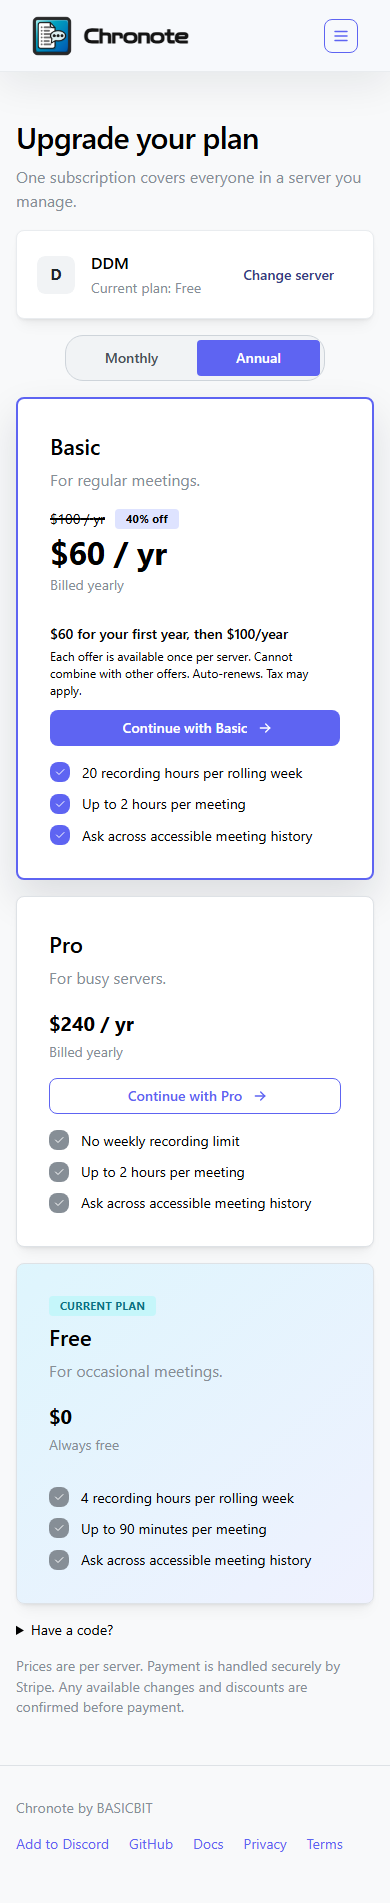 Chronote
Upgrade your plan
One subscription covers everyone in a server you
manage.
D
DDM
Current plan: Free
Change server
Monthly
Annual
Basic
For regular meetings.
$100 / yr
40% off
$60 / yr
Billed yearly
$60 for your first year, then $100/year
Each offer is available once per server. Cannot
combine with other offers. Auto-renews. Tax may
apply.
Continue with Basic →
20 recording hours per rolling week
Up to 2 hours per meeting
Ask across accessible meeting history
Pro
For busy servers.
$240 / yr
Billed yearly
Continue with Pro →
No weekly recording limit
Up to 2 hours per meeting
Ask across accessible meeting history
CURRENT PLAN
Free
For occasional meetings.
$0
Always free
4 recording hours per rolling week
Up to 90 minutes per meeting
Ask across accessible meeting history
Have a code?
Prices are per server. Payment is handled securely by
Stripe. Any available changes and discounts are
confirmed before payment.
Chronote by BASICBIT
Add to Discord GitHub Docs Privacy Terms